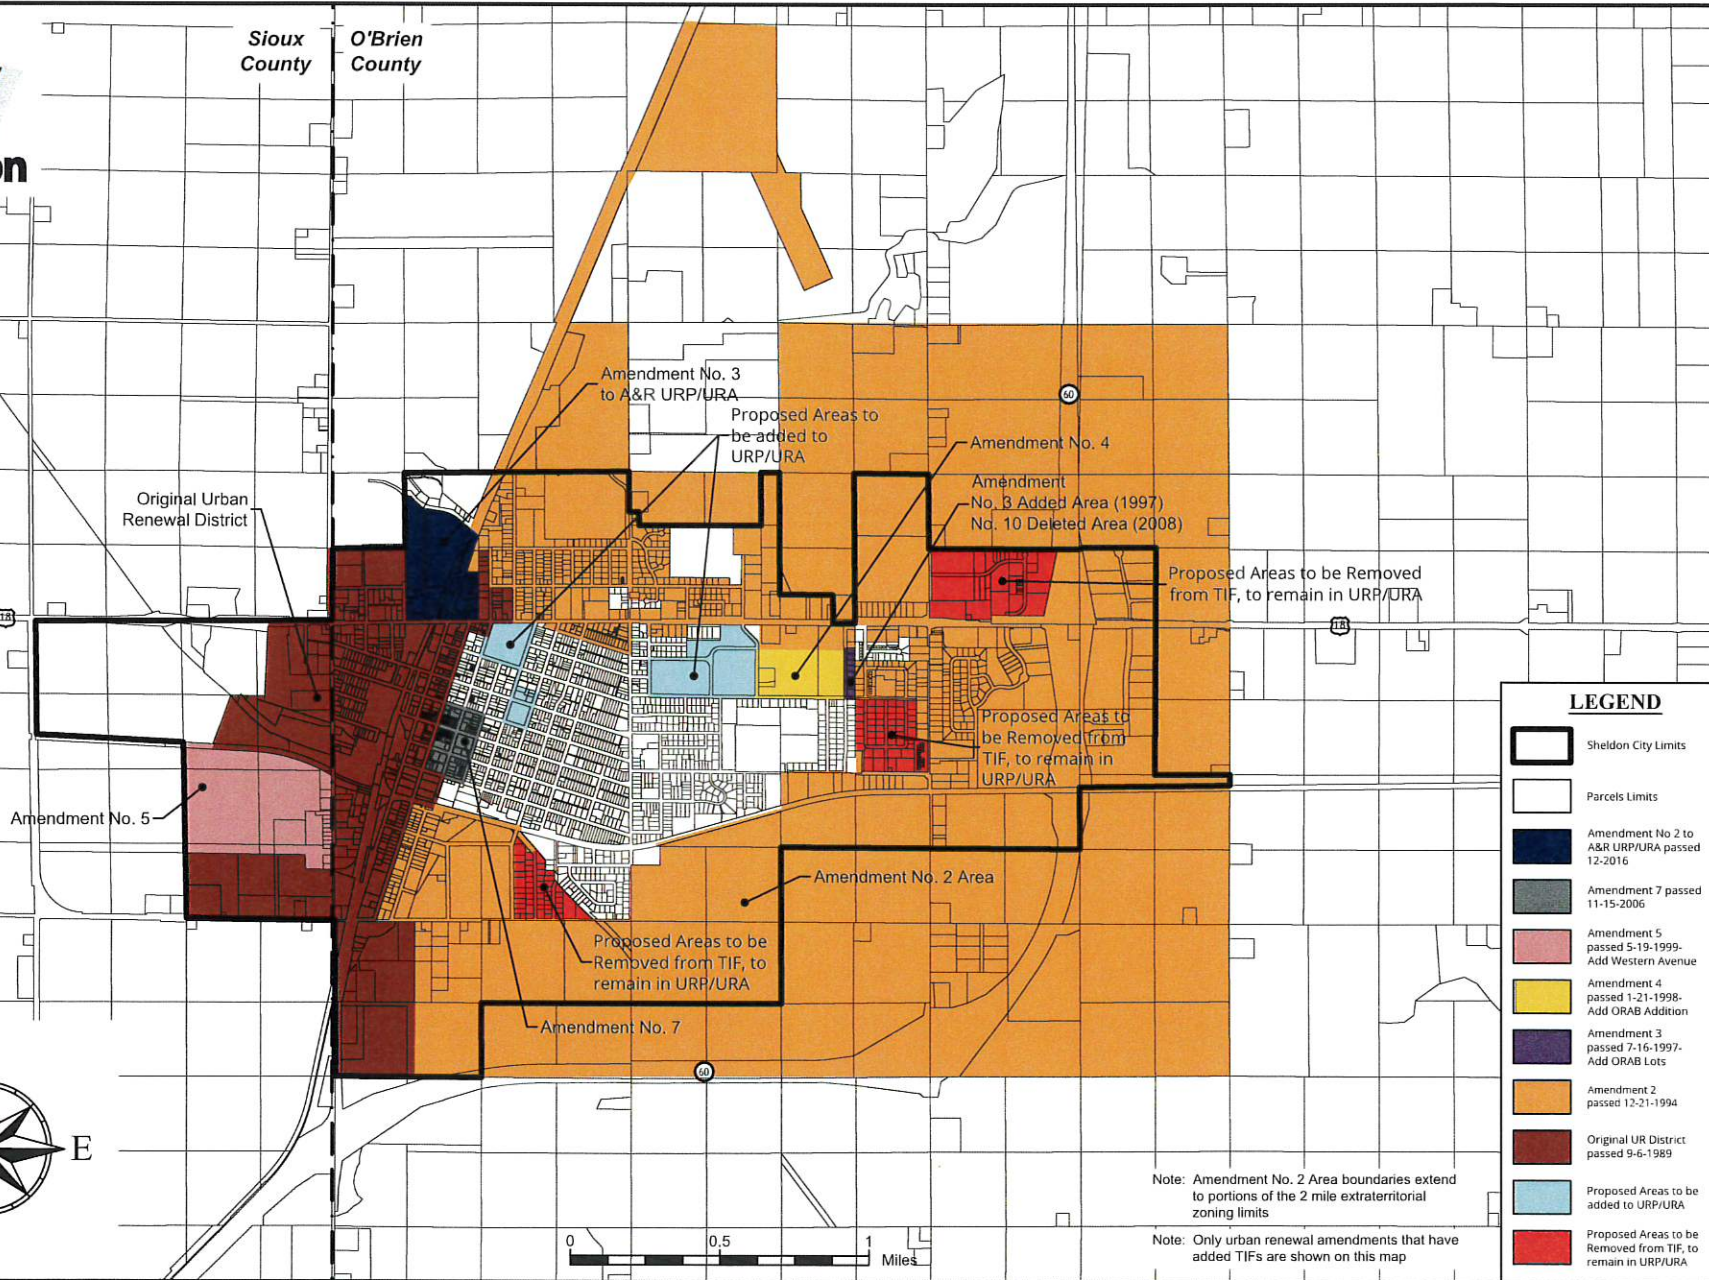 Sioux
County
O'Brien
County
on
60
Amendment No. 3
to A&R URP/URA
Proposed Areas to
be added to
URP/URA
Amendment No. 4
Amendment
No. 3 Added Area (1997)
No. 10 Deleted Area (2008)
Original Urban
Renewal District
Proposed Areas to be Removed
from TIF, to remain in URP/URA
18
18
Proposed Areas to
be Removed from
TIF, to remain in
URP/URA
Amendment No. 5
Amendment No. 2 Area
Proposed Areas to be
Removed from TIF, to
remain in URP/URA
Amendment No. 7
60
E
0 0.5 1
Miles
Note: Amendment No. 2 Area boundaries extend
to portions of the 2 mile extraterritorial
zoning limits
Note: Only urban renewal amendments that have
added TIFs are shown on this map
LEGEND
Sheldon City Limits
Parcels Limits
Amendment No 2 to
A&R URP/URA passed
12-2016
Amendment 7 passed
11-15-2006
Amendment 5
passed 5-19-1999-
Add Western Avenue
Amendment 4
passed 1-21-1998-
Add ORAB Addition
Amendment 3
passed 7-16-1997-
Add ORAB Lots
Amendment 2
passed 12-21-1994
Original UR District
passed 9-6-1989
Proposed Areas to be
added to URP/URA
Proposed Areas to be
Removed from TIF, to
remain in URP/URA